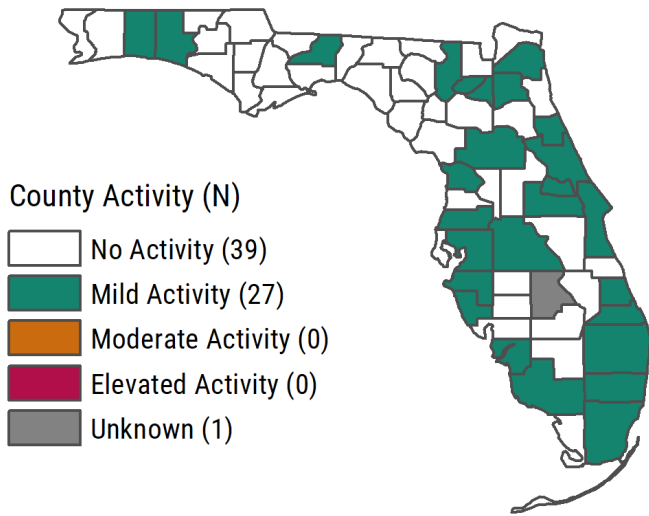 County Activity (N)
No Activity (39)
Mild Activity (27)
Moderate Activity (0)
Elevated Activity (0)
Unknown (1)